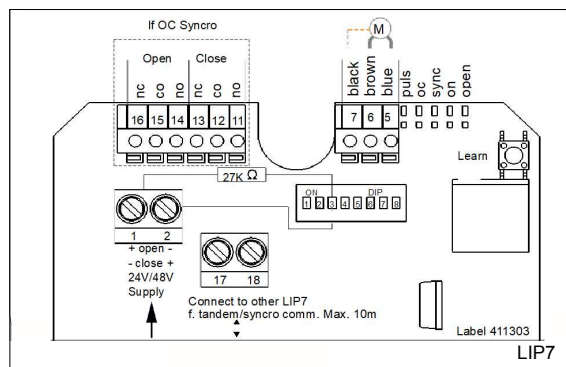 If OC Syncro
Open Close
nc co no nc co no
16 15 14 13 12 11
M
black brown blue
7 6 5
puls oc sync on open
Learn
27K Ω
ON DIP
1 2 3 4 5 6 7 8
1 2
+ open -
- close +
24V/48V
Supply
17 18
Connect to other LIP7
f. tandem/syncro comm. Max. 10m
Label 411303
LIP7